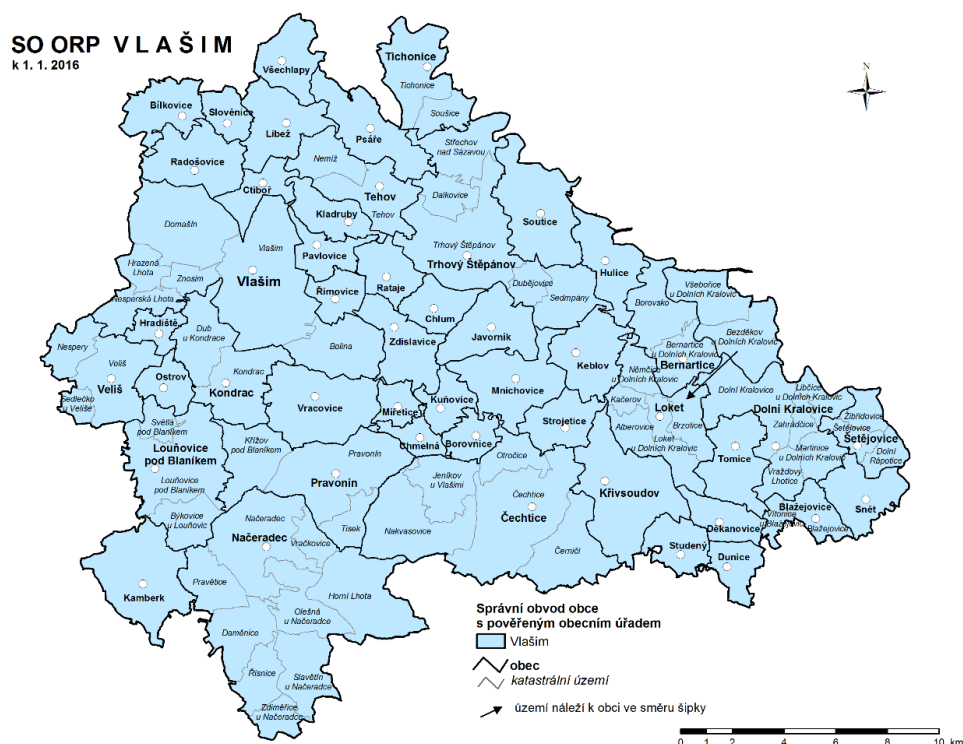 SO ORP VLAŠIM
k 1. 1. 2016
N
Všechlapy
Tichonice
Tichonice
Soušice
Bílkovice
Slověnice
Libež
Psáře
Střechov
nad Sázavou
Radošovice
Nemíž
Ctiboř
Tehov
Tehov
Dalkovice
Kladruby
Soutice
Domašín
Vlašim
Vlašim
Pavlovice
Trhový Štěpánov
Trhový Štěpánov
Hulice
Hrazená
Lhota
Znosim
Nesperská Lhota
Římovice
Rataje
Dubějovice
Sedmpány
Borovsko
Všebořice
u Dolních Kralovic
Hradiště
Dub
u Kondrace
Bolina
Chlum
Zdislavice
Javorník
Keblov
Bezděkov
u Dolních Kralovic
Bernartice
u Dolních Kralovic
Bernartice
Nespery
Veliš
Veliš
Ostrov
Kondrac
Kondrac
Sedlečko
u Veliše
Vracovice
Miřetice
Kuňovice
Mnichovice
Němčice
u Dolních Kralovic
Kačerov
Loket
Dolní Kralovice
Libčice
u Dolních Kralovic
Dolní Kralovice
Žibřidovice
Šetějovice
Šetějovice
Dolní
Rápotice
Světlá
pod Blaníkem
Louňovice
pod Blaníkem
Louňovice
pod Blaníkem
Křížov
pod Blaníkem
Pravonín
Pravonín
Chmelná
Borovnice
Strojetice
Otročice
Alberovice
Brzotice
Loket
u Dolních Kralovic
Zahrádčice
Martinice
u Dolních Kralovic
Tomice
Vraždovy
Lhotice
Býkovice
u Louňovic
Načeradec
Načeradec
Tisek
Vračkovice
Jeníkov
u Vlašimi
Nakvasovice
Čechtice
Čechtice
Černičí
Křivsoudov
Děkanovice
Vítonice
u Blažejovic
Blažejovice
Blažejovice
Snět
Studený
Dunice
Kamberk
Pravětice
Horní Lhota
Olešná
u Načeradce
Daměnice
Řísnice
Slavětín
u Načeradce
Zdiměřice
u Načeradce
Správní obvod obce
s pověřeným obecním úřadem
Vlašim
obec
katastrální území
území náleží k obci ve směru šipky
0 1 2 4 6 8 10 km